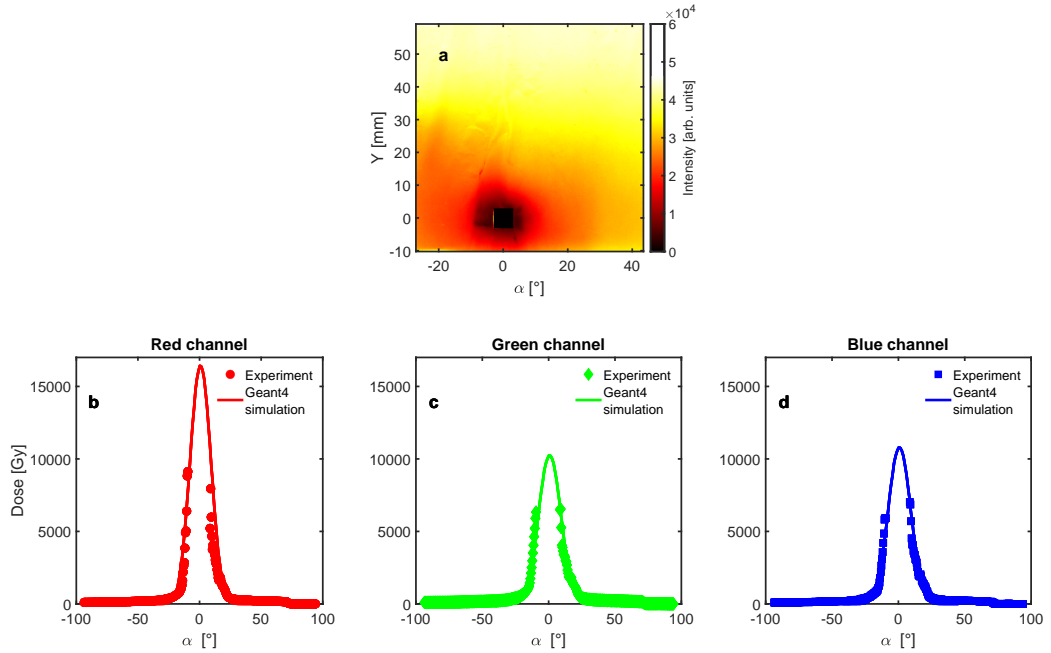 a
Y [mm]
50
40
30
20
10
0
-10
-20 0 20 40
α [°]
×10⁴
6
5
4
3
2
1
0
Intensity [arb. units]
Red channel
b
Experiment
Geant4
simulation
Dose [Gy]
15000
10000
5000
0
-100 -50 0 50 100
α [°]
Green channel
c
Experiment
Geant4
simulation
15000
10000
5000
0
-100 -50 0 50 100
α [°]
Blue channel
d
Experiment
Geant4
simulation
15000
10000
5000
0
-100 -50 0 50 100
α [°]